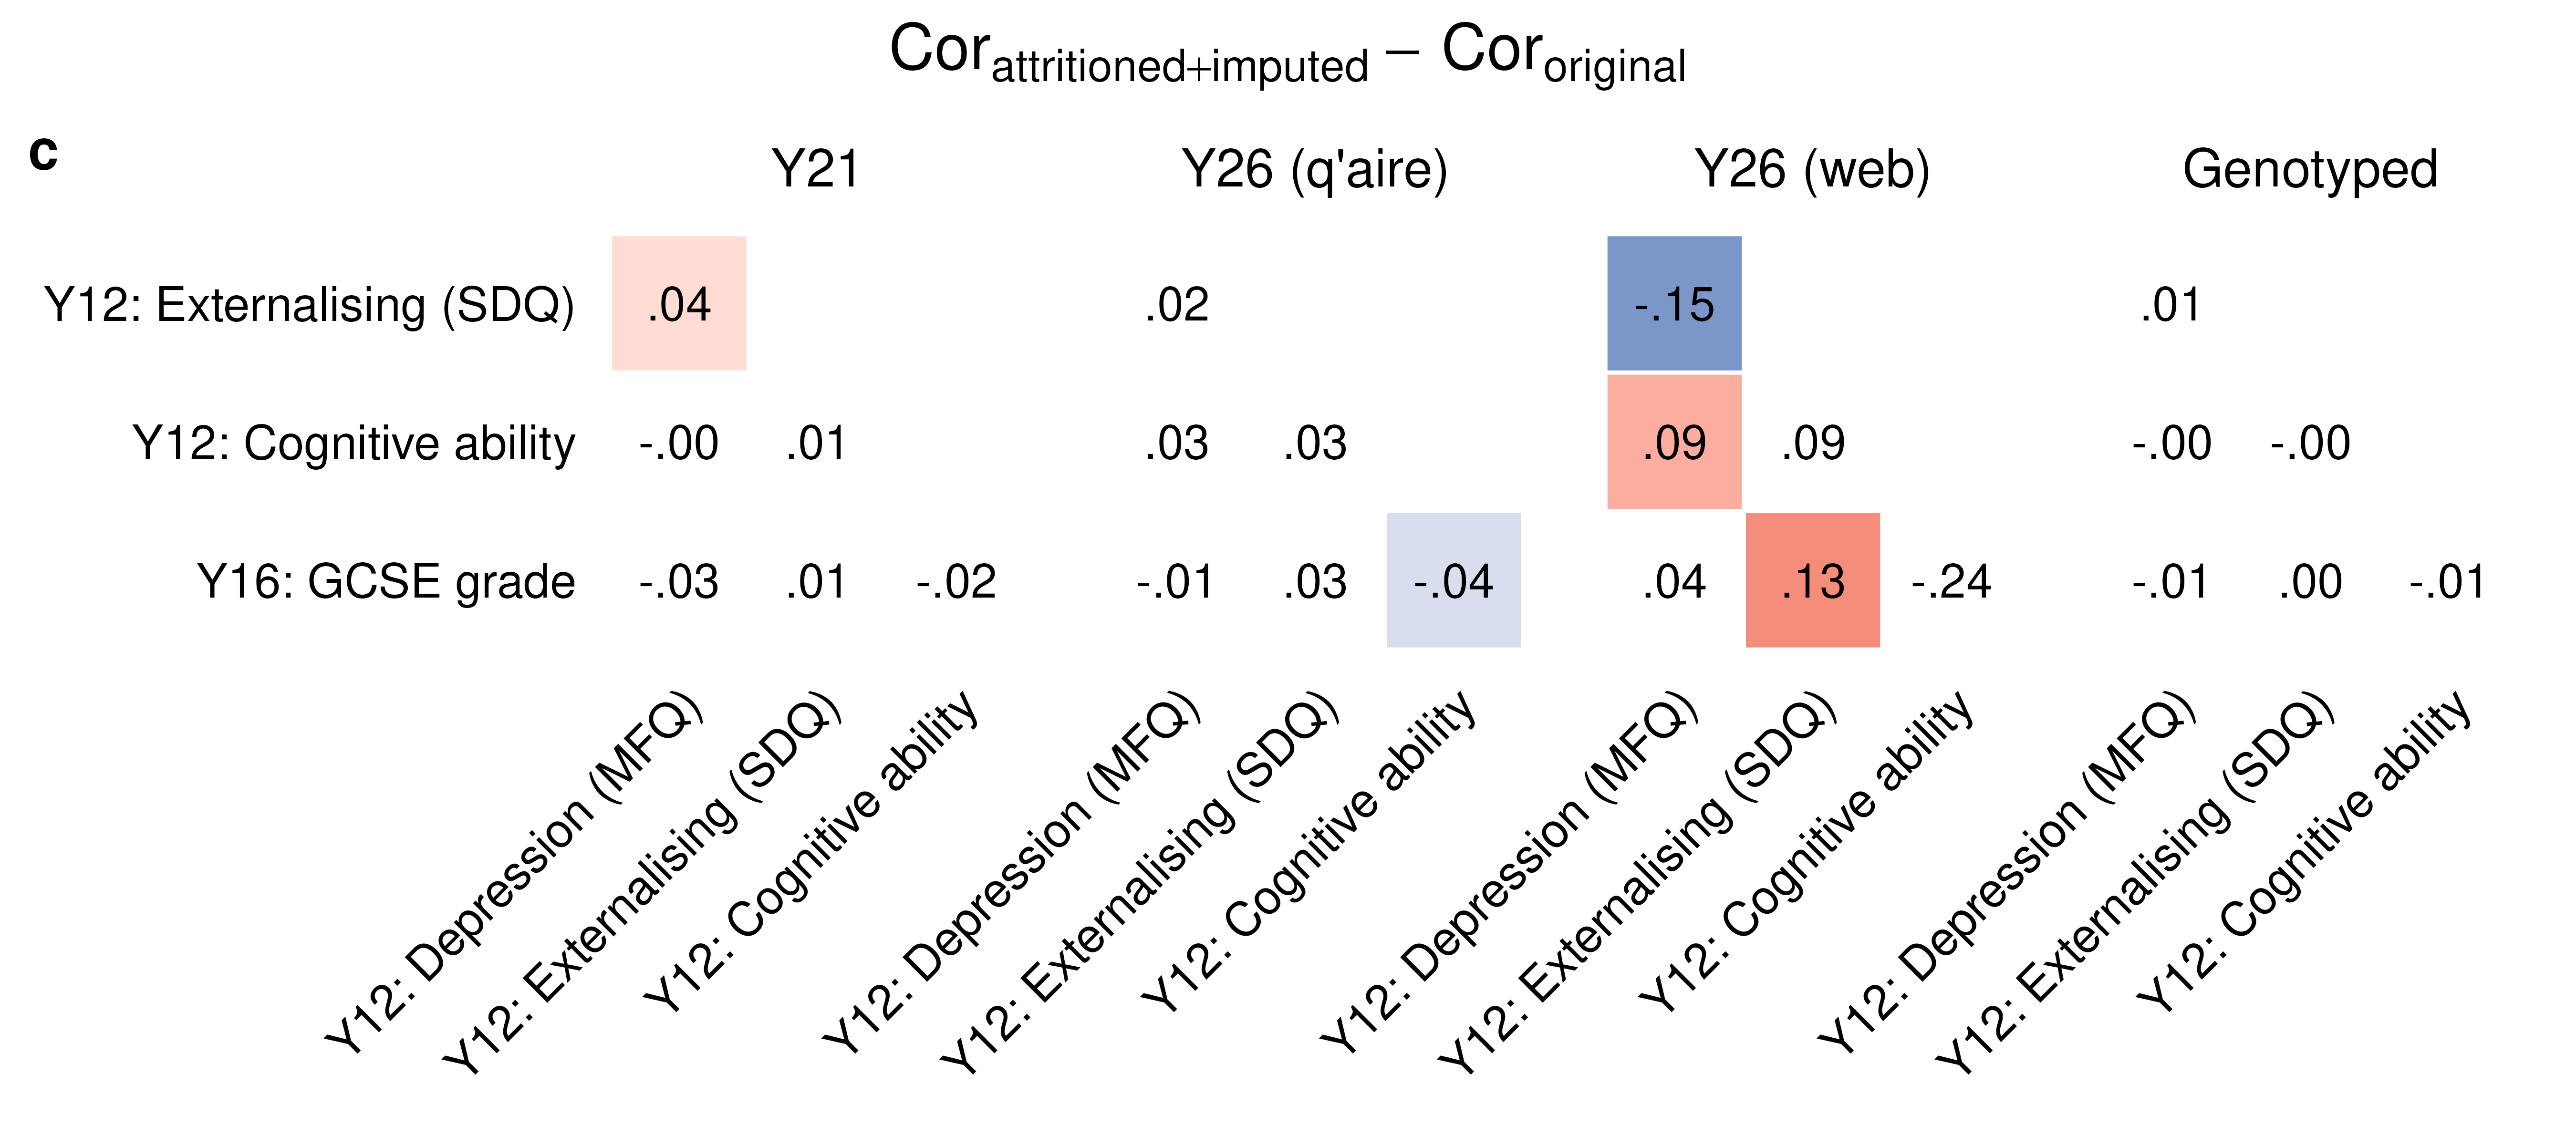 Cor attritioned+imputed – Cor original
c
Y21 Y26 (q'aire) Y26 (web) Genotyped
Y12: Externalising (SDQ) .04 .02 -.15 .01
Y12: Cognitive ability -.00 .01 .03 .03 .09 .09 -.00 -.00
Y16: GCSE grade -.03 .01 -.02 -.01 .03 -.04 .04 .13 -.24 -.01 .00 -.01
Y12: Depression (MFQ)
Y12: Externalising (SDQ)
Y12: Cognitive ability
Y12: Depression (MFQ)
Y12: Externalising (SDQ)
Y12: Cognitive ability
Y12: Depression (MFQ)
Y12: Externalising (SDQ)
Y12: Cognitive ability
Y12: Depression (MFQ)
Y12: Externalising (SDQ)
Y12: Cognitive ability